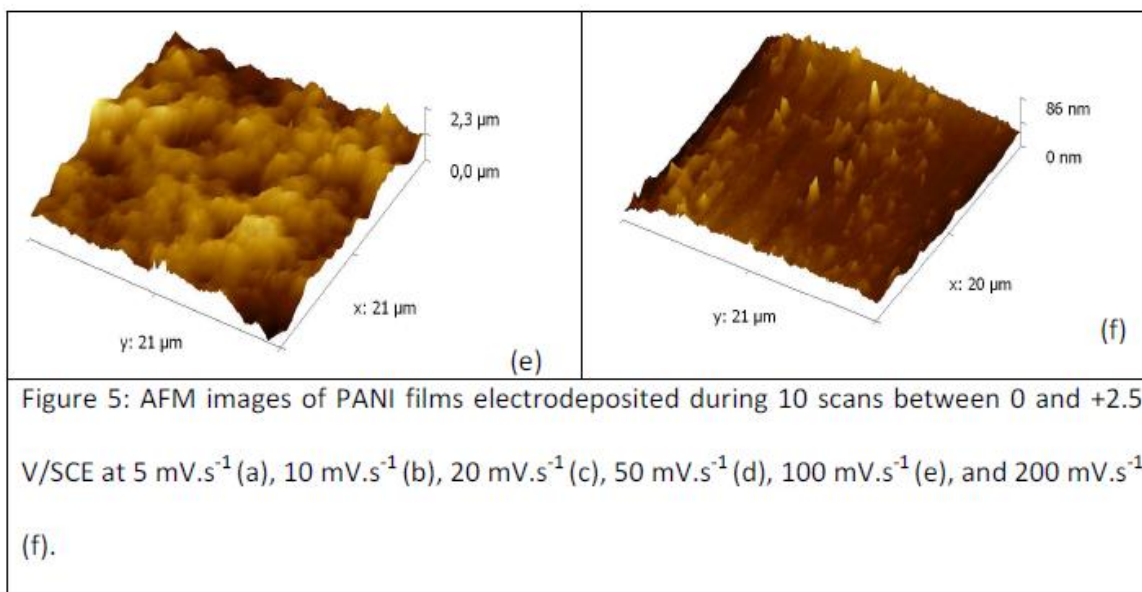 2,3 µm
0,0 µm
x: 21 µm
y: 21 µm
(e)
86 nm
0 nm
x: 20 µm
y: 21 µm
(f)
Figure 5: AFM images of PANI films electrodeposited during 10 scans between 0 and +2.5
V/SCE at 5 mV.s⁻¹ (a), 10 mV.s⁻¹ (b), 20 mV.s⁻¹ (c), 50 mV.s⁻¹ (d), 100 mV.s⁻¹ (e), and 200 mV.s⁻¹
(f).